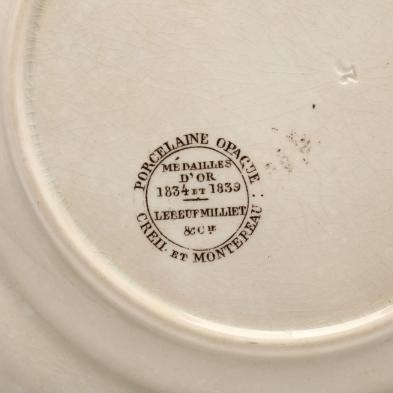 PORCELAINE OPAQUE :
MÉDAILLES
D'OR
1834 ET 1839
LEBEUF MILLIET
& Cie
CREIL ET MONTEREAU